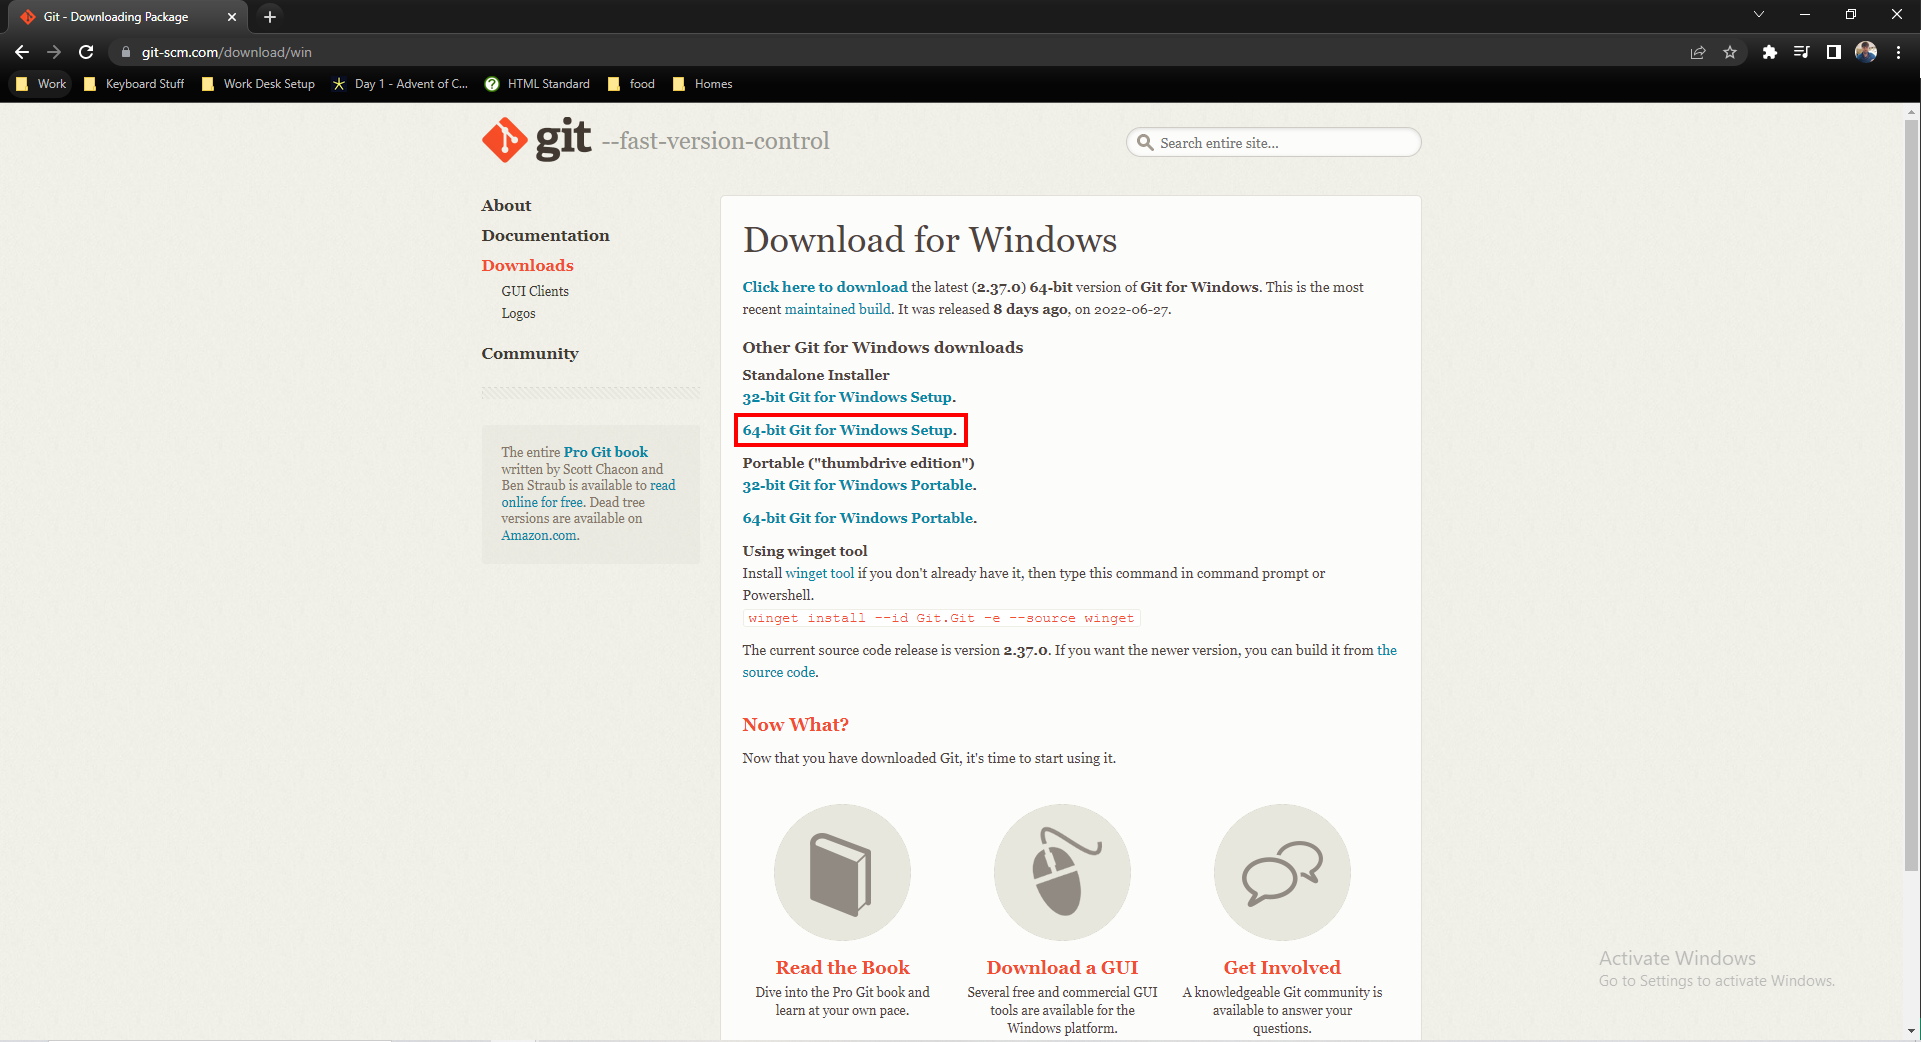 Git - Downloading Package
git-scm.com/download/win
Work
Keyboard Stuff
Work Desk Setup
Day 1 - Advent of C...
HTML Standard
food
Homes
git --fast-version-control
Search entire site...
About
Documentation
Downloads
GUI Clients
Logos
Community
The entire Pro Git book
written by Scott Chacon and
Ben Straub is available to read
online for free. Dead tree
versions are available on
Amazon.com.
Download for Windows
Click here to download the latest (2.37.0) 64-bit version of Git for Windows. This is the most
recent maintained build. It was released 8 days ago, on 2022-06-27.
Other Git for Windows downloads
Standalone Installer
32-bit Git for Windows Setup.
64-bit Git for Windows Setup.
Portable ("thumbdrive edition")
32-bit Git for Windows Portable.
64-bit Git for Windows Portable.
Using winget tool
Install winget tool if you don't already have it, then type this command in command prompt or
Powershell.
winget install --id Git.Git -e --source winget
The current source code release is version 2.37.0. If you want the newer version, you can build it from the
source code.
Now What?
Now that you have downloaded Git, it's time to start using it.
Read the Book
Dive into the Pro Git book and
learn at your own pace.
Download a GUI
Several free and commercial GUI
tools are available for the
Windows platform.
Get Involved
A knowledgeable Git community is
available to answer your
questions.
Activate Windows
Go to Settings to activate Windows.